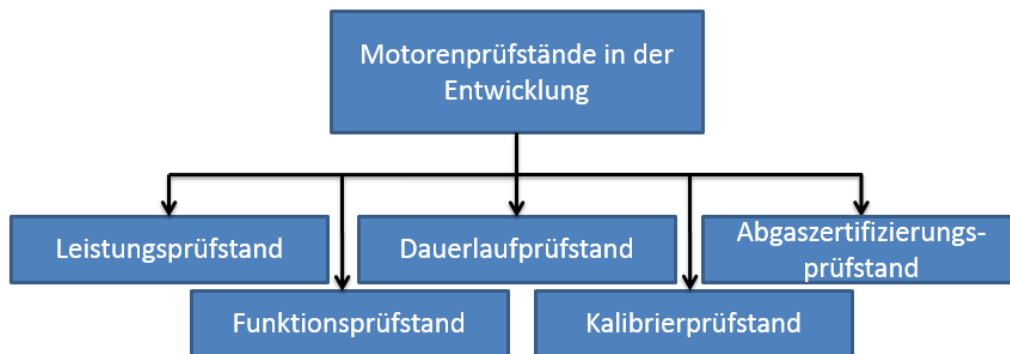 Motorenprüfstände in der
Entwicklung
Leistungsprüfstand
Dauerlaufprüfstand
Abgaszertifizierungs-
prüfstand
Funktionsprüfstand
Kalibrierprüfstand